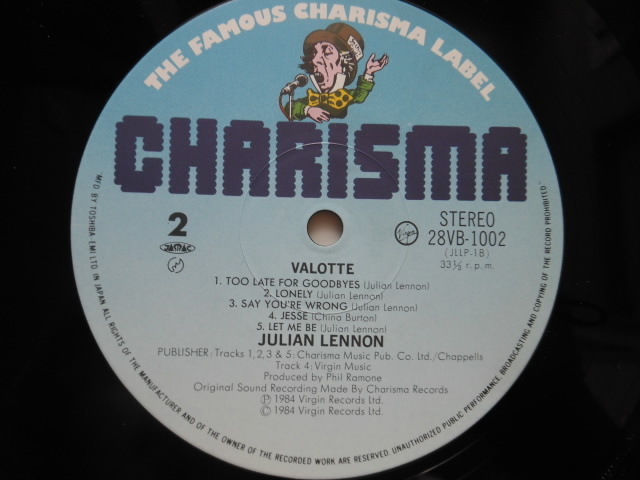 THE FAMOUS CHARISMA LABEL
CHARISMA
2
JASRAC
STEREO
28VB-1002
(JLLP-1B)
33⅓ r.p.m.
Virgin
VALOTTE
1. TOO LATE FOR GOODBYES (Julian Lennon)
2. LONELY (Julian Lennon)
3. SAY YOU'RE WRONG (Julian Lennon)
4. JESSE (China Burton)
5. LET ME BE (Julian Lennon)
JULIAN LENNON
PUBLISHER: Tracks 1,2,3 & 5: Charisma Music Pub. Co. Ltd./Chappells
Track 4: Virgin Music
Produced by Phil Ramone
Original Sound Recording Made By Charisma Records
Ⓟ 1984 Virgin Records Ltd.
© 1984 Virgin Records Ltd.
MF'D BY TOSHIBA EMI LTD. IN JAPAN ALL RIGHTS OF THE MANUFACTURER AND OF THE OWNER OF THE RECORDED WORK ARE RESERVED. UNAUTHORIZED PUBLIC PERFORMANCE, BROADCASTING AND COPYING OF THE RECORD PROHIBITED